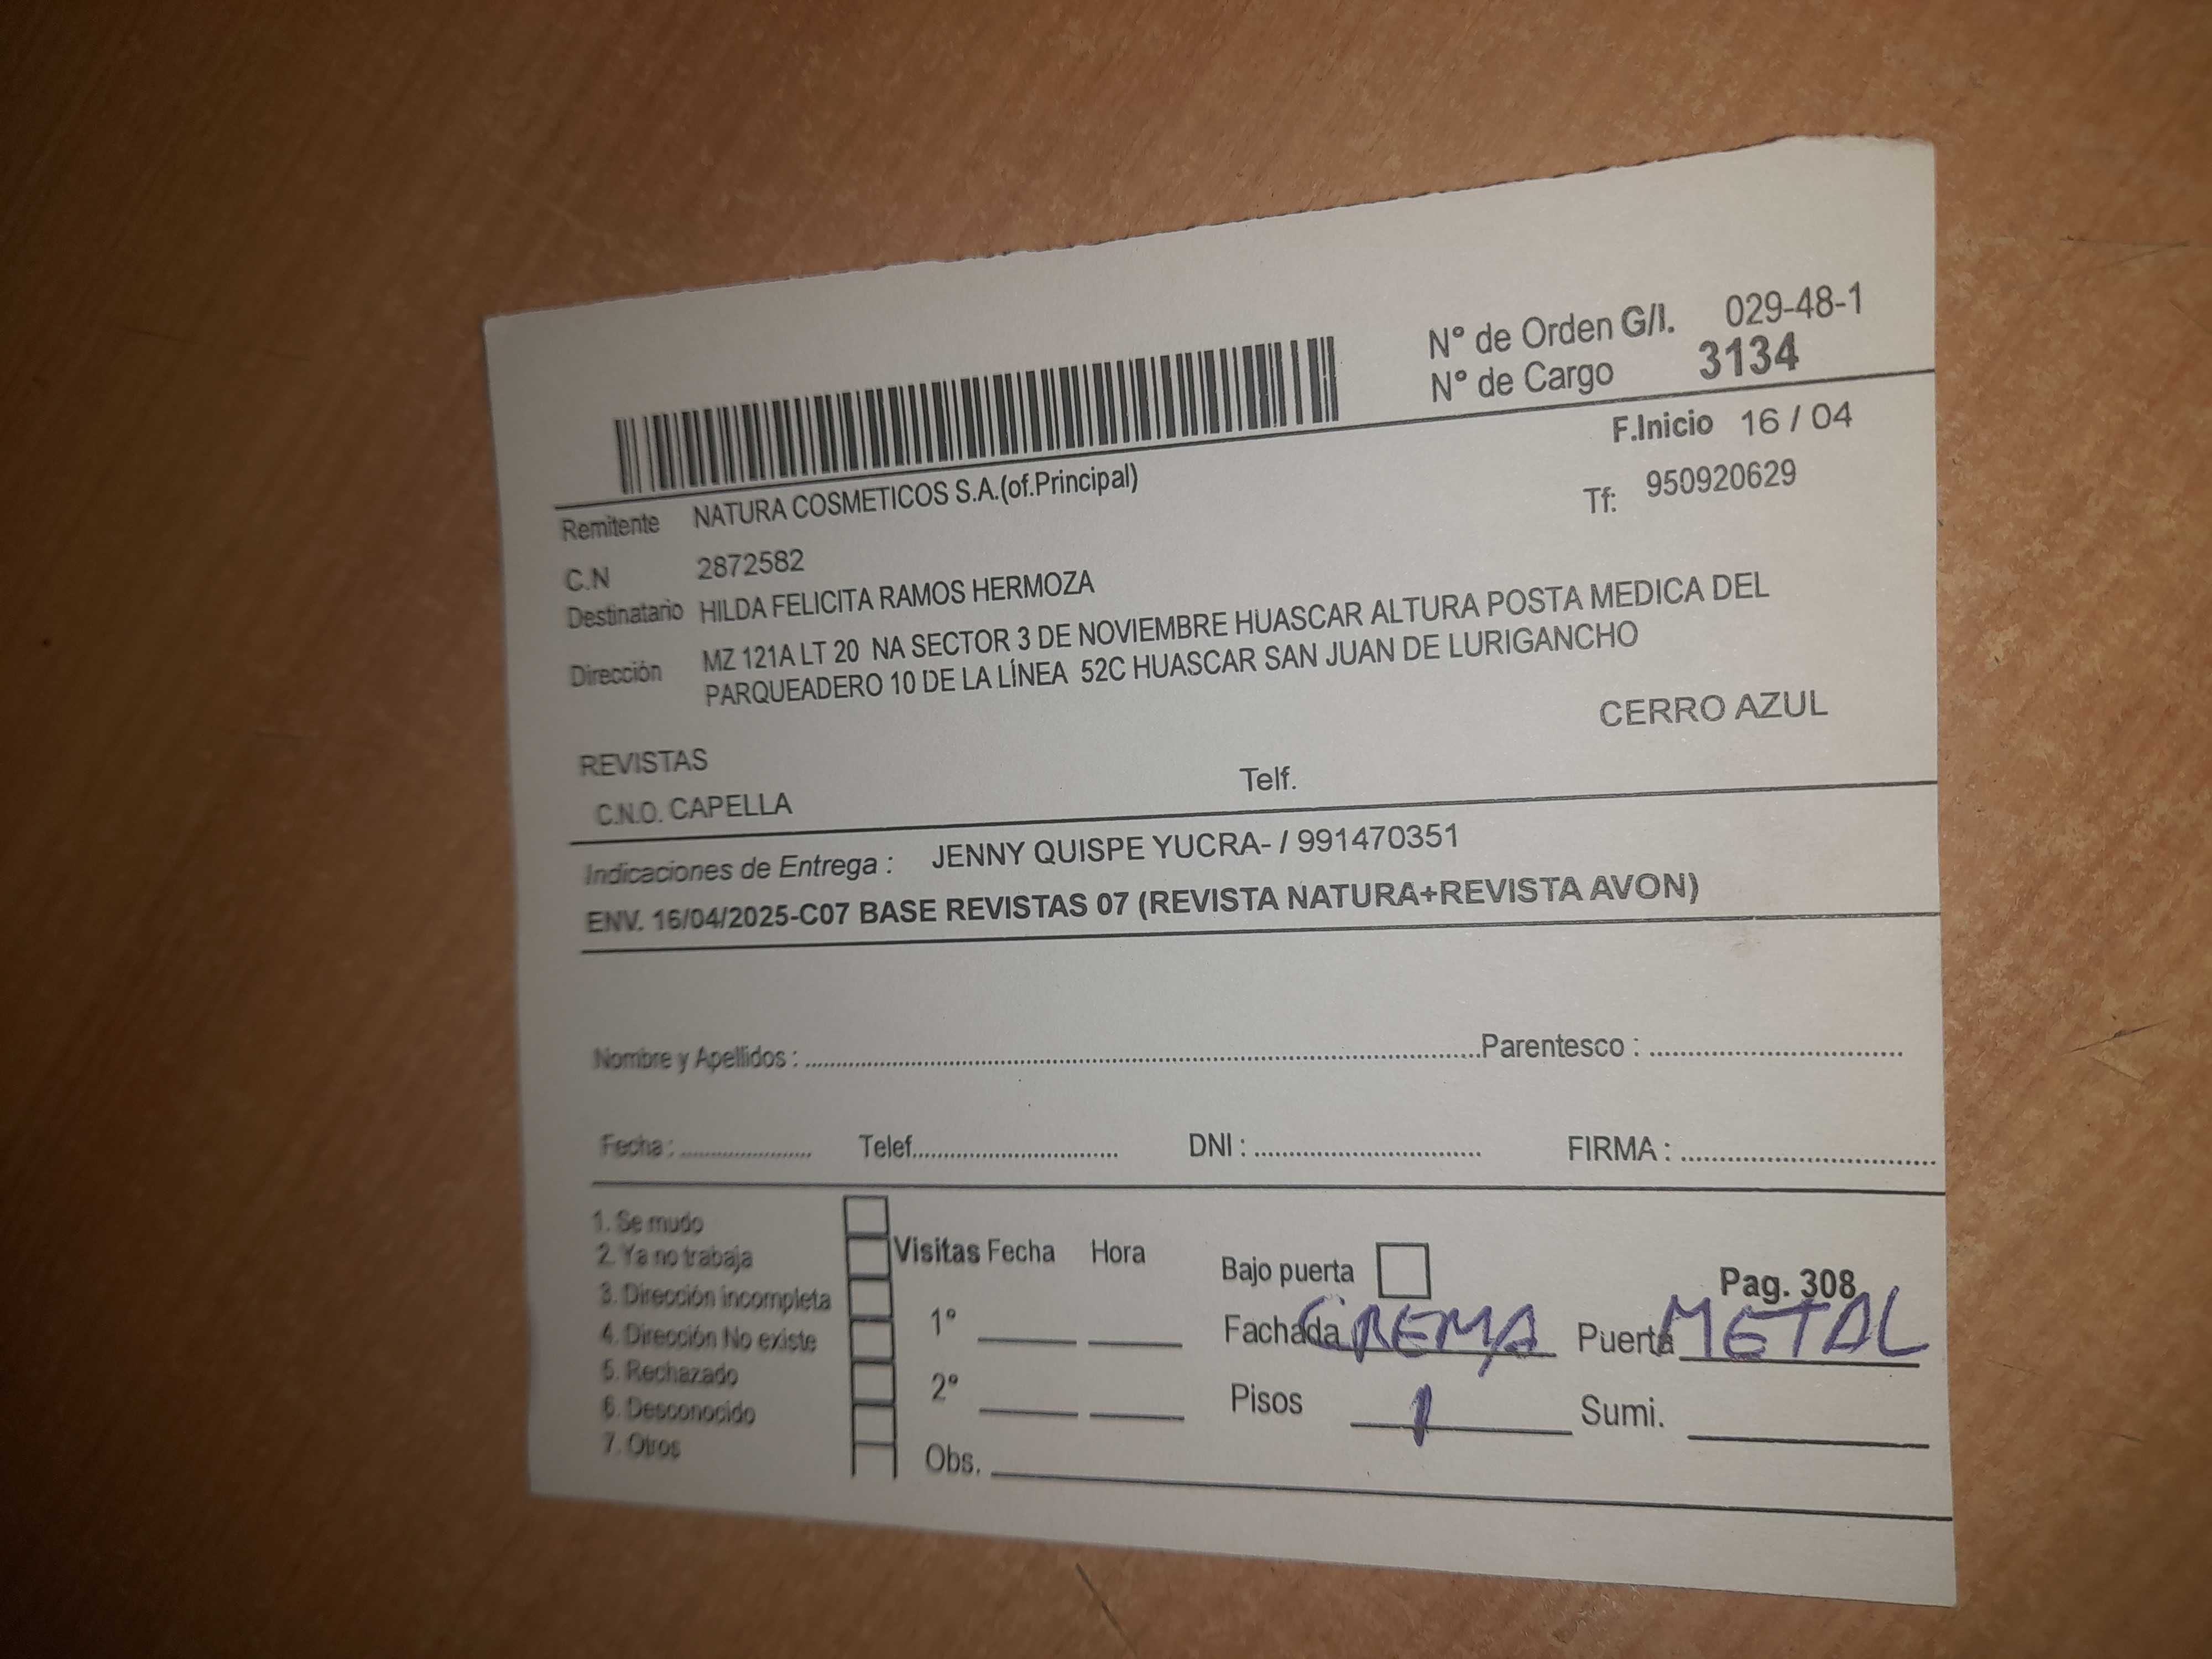 N° de Orden G/I. 029-48-1
N° de Cargo 3134
F.Inicio 16 / 04
Remitente NATURA COSMETICOS S.A.(of.Principal)
Tf: 950920629
C.N 2872582
Destinatario HILDA FELICITA RAMOS HERMOZA
Dirección MZ 121A LT 20 NA SECTOR 3 DE NOVIEMBRE HUASCAR ALTURA POSTA MEDICA DEL
PARQUEADERO 10 DE LA LÍNEA 52C HUASCAR SAN JUAN DE LURIGANCHO
CERRO AZUL
REVISTAS
C.N.O. CAPELLA Telf.
Indicaciones de Entrega : JENNY QUISPE YUCRA- / 991470351
ENV. 16/04/2025-C07 BASE REVISTAS 07 (REVISTA NATURA+REVISTA AVON)
Nombre y Apellidos : Parentesco :
Fecha : Telef. DNI : FIRMA :
1. Se mudo
2. Ya no trabaja
3. Dirección incompleta
4. Dirección No existe
5. Rechazado
6. Desconocido
7. Otros
Visitas Fecha Hora
1°
2°
Obs.
Bajo puerta
Pag. 308
Fachada CREMA Puerta METAL
Pisos 1 Sumi.